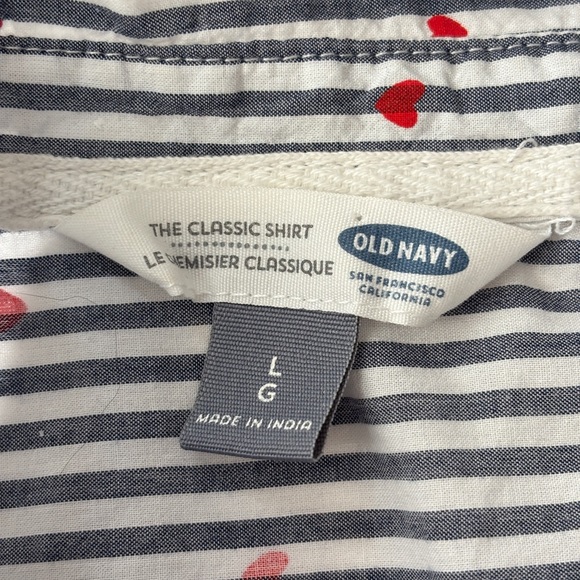 THE CLASSIC SHIRT
LE CHEMISIER CLASSIQUE
OLD NAVY
SAN FRANCISCO
CALIFORNIA
L
G
MADE IN INDIA